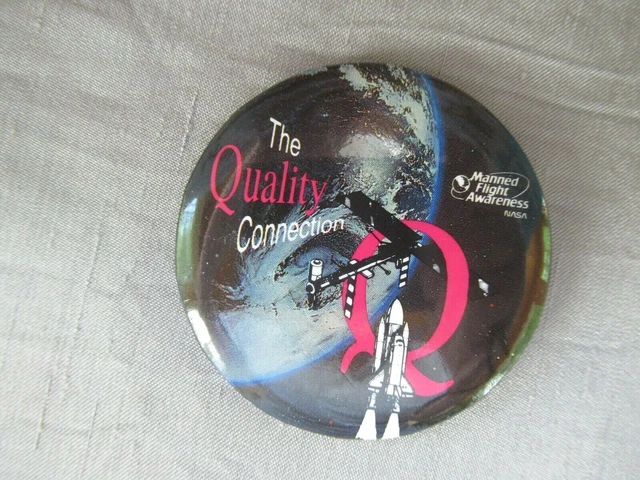 The
Quality
Connection
Manned
Flight
Awareness
NASA
Q